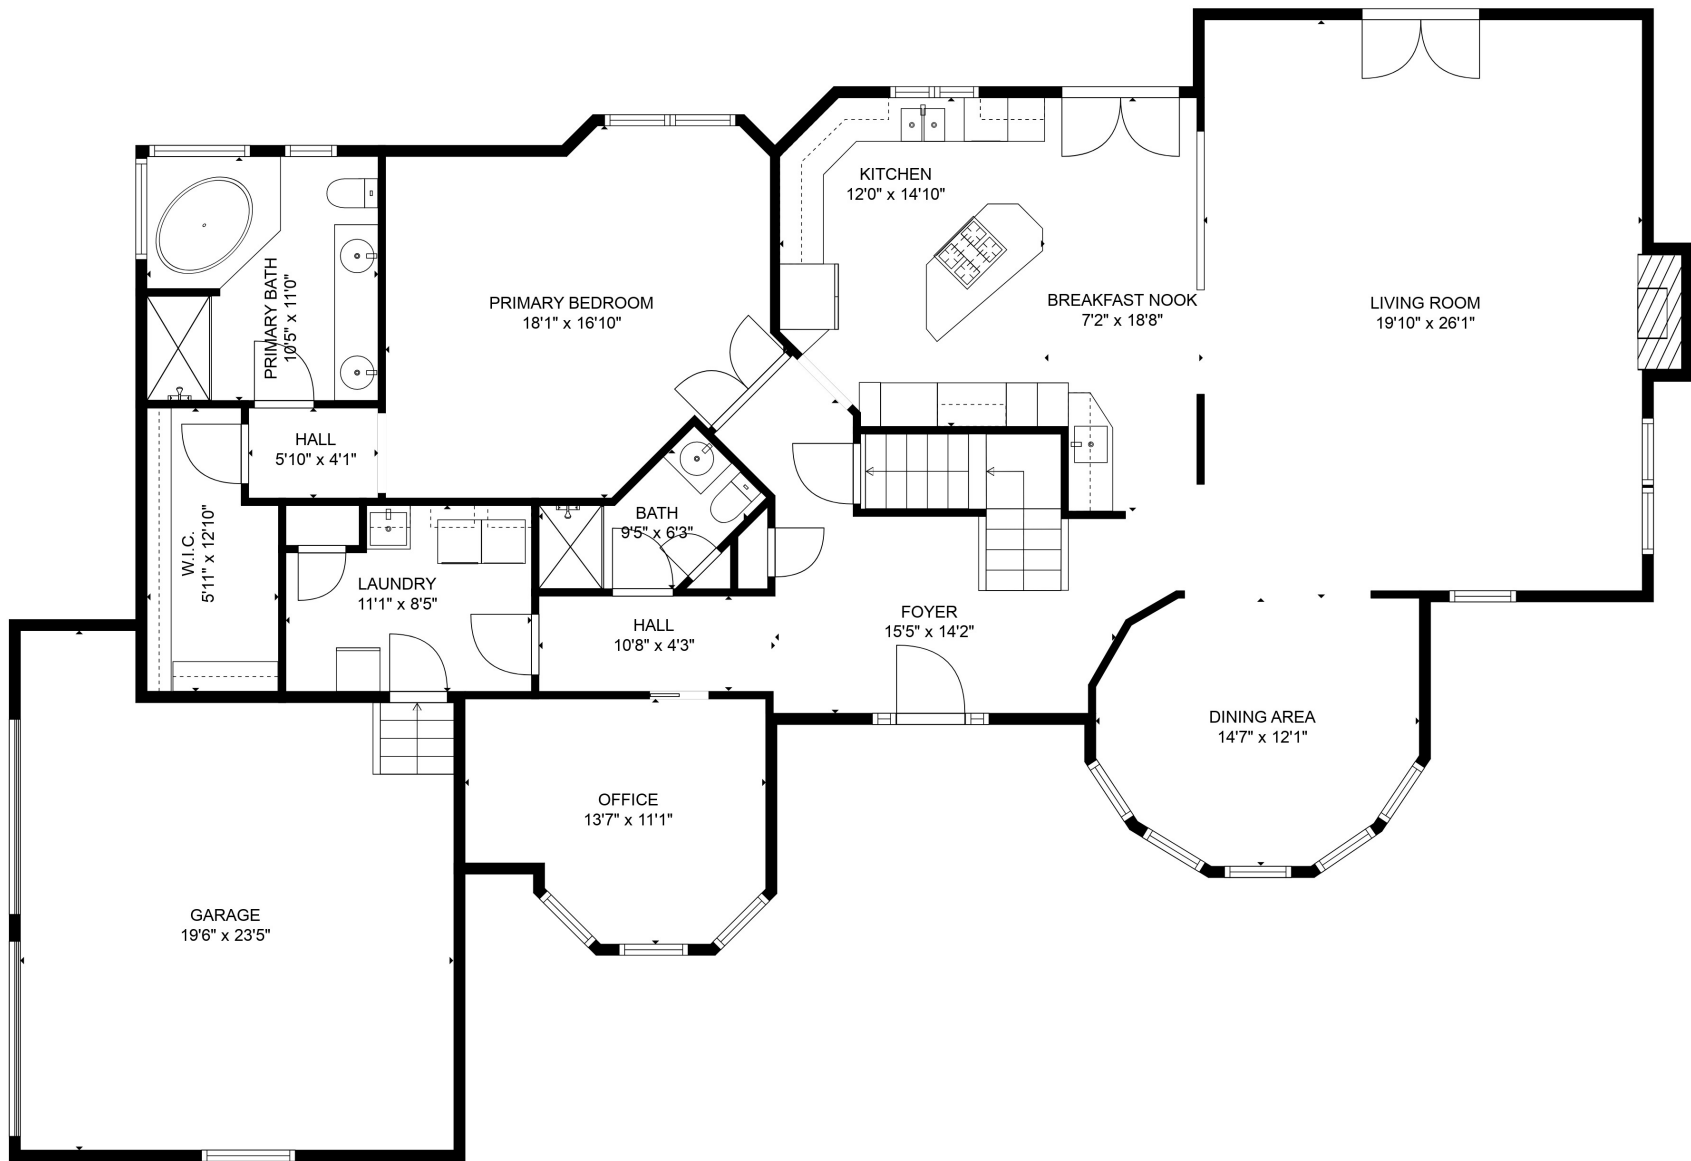 KITCHEN
12'0" x 14'10"
PRIMARY BATH
10'5" x 11'0"
PRIMARY BEDROOM
18'1" x 16'10"
BREAKFAST NOOK
7'2" x 18'8"
LIVING ROOM
19'10" x 26'1"
HALL
5'10" x 4'1"
W.I.C.
5'11" x 12'10"
BATH
9'5" x 6'3"
LAUNDRY
11'1" x 8'5"
HALL
10'8" x 4'3"
FOYER
15'5" x 14'2"
DINING AREA
14'7" x 12'1"
OFFICE
13'7" x 11'1"
GARAGE
19'6" x 23'5"